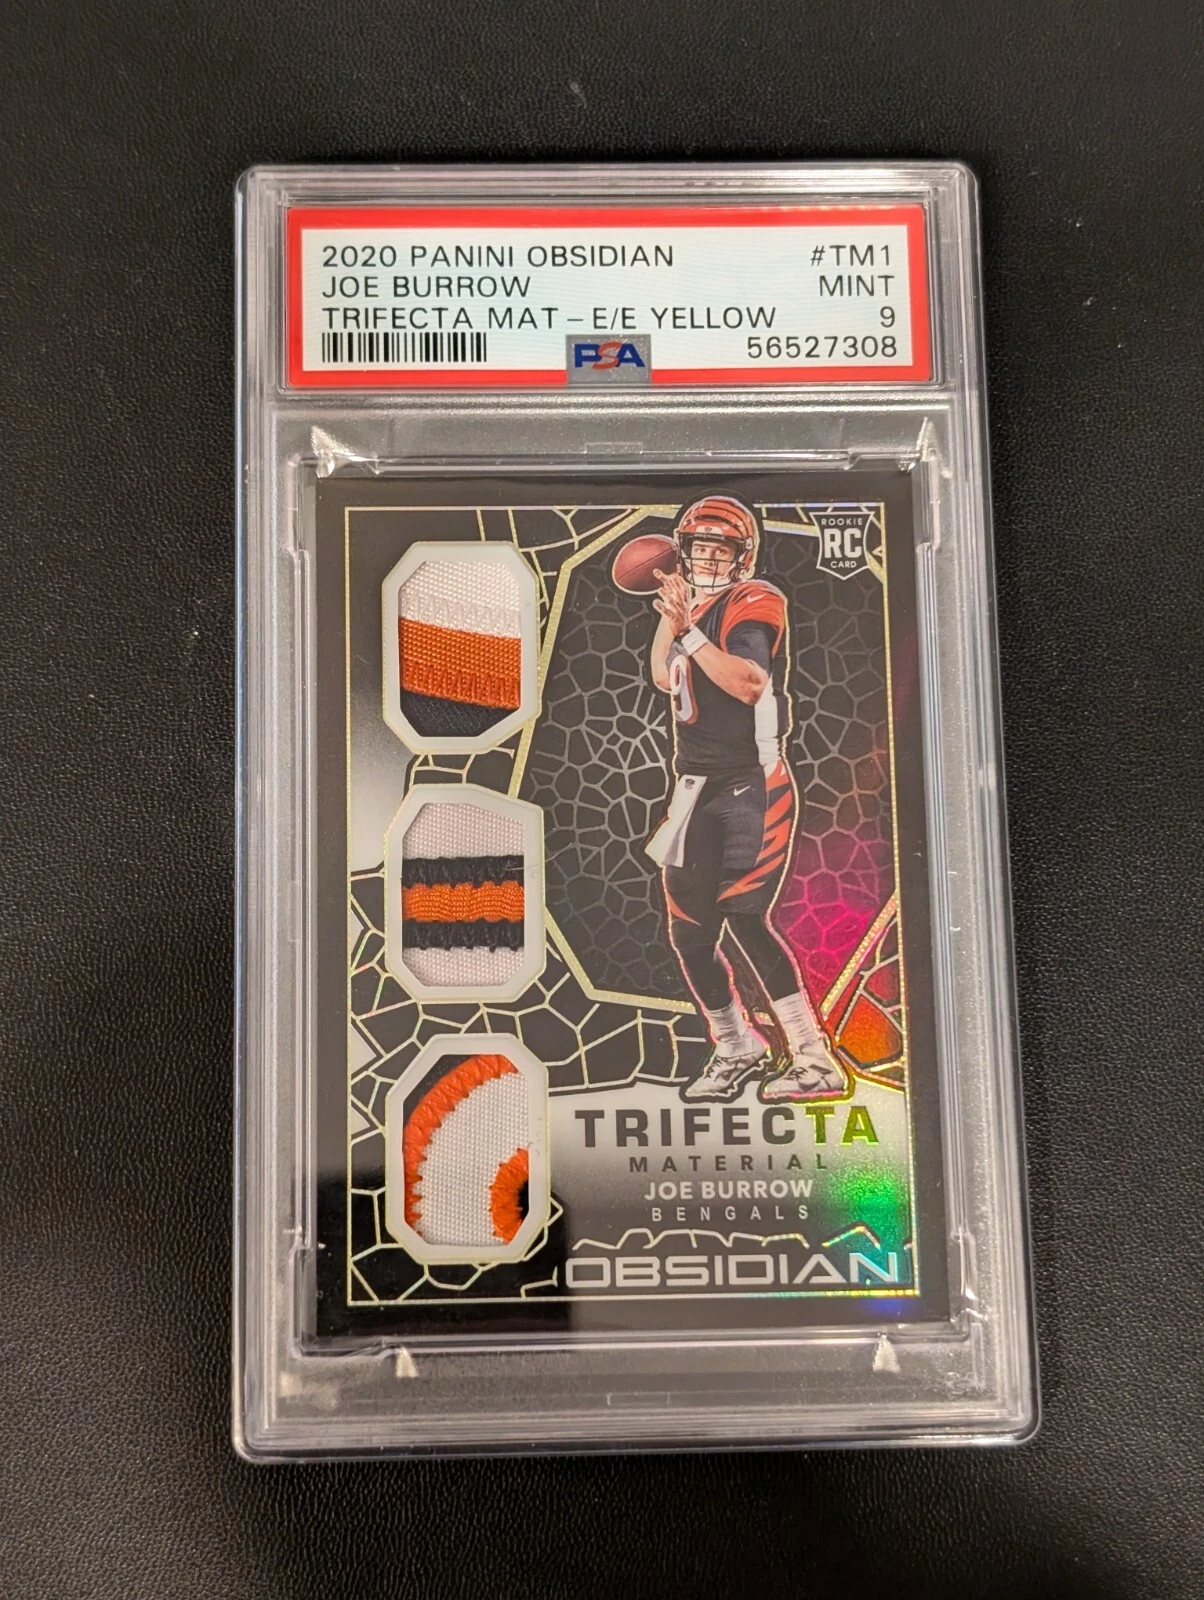 2020 PANINI OBSIDIAN #TM1
JOE BURROW MINT
TRIFECTA MAT - E/E YELLOW 9
PSA 56527308
ROOKIE
RC
CARD
9
TRIFECTA
MATERIAL
JOE BURROW
BENGALS
OBSIDIAN